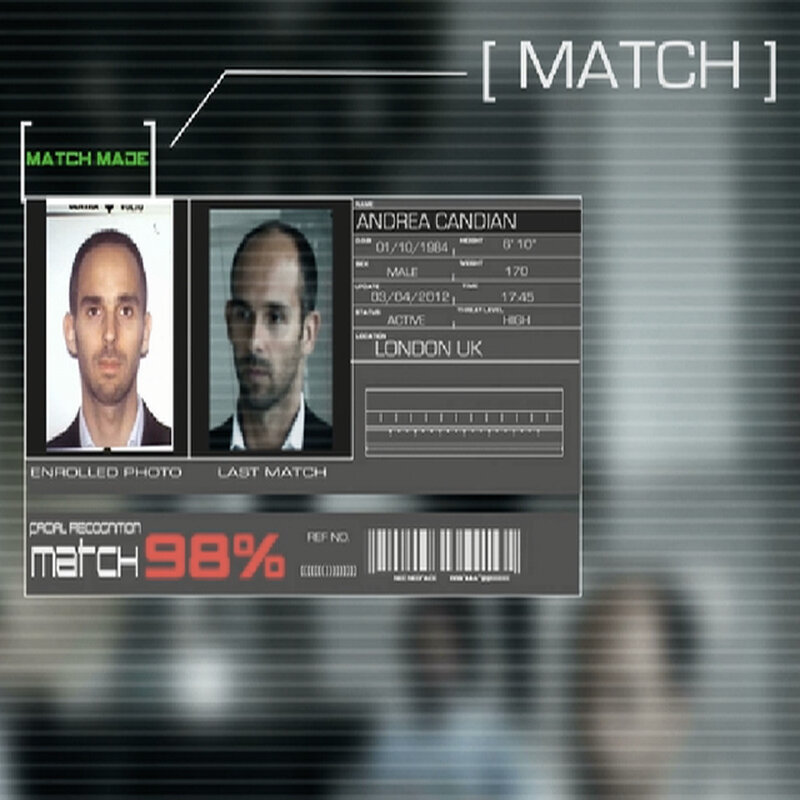 [ MATCH ]
MATCH MADE
NAME
ANDREA CANDIAN
D.O.B 01/10/1984 HEIGHT 6' 10"
SEX MALE WEIGHT 170
UPDATE 03/04/2012 TIME 17:45
STATUS ACTIVE THREAT LEVEL HIGH
LOCATION
LONDON UK
ENROLLED PHOTO LAST MATCH
FACIAL RECOGNITION
match 98%
REF NO.